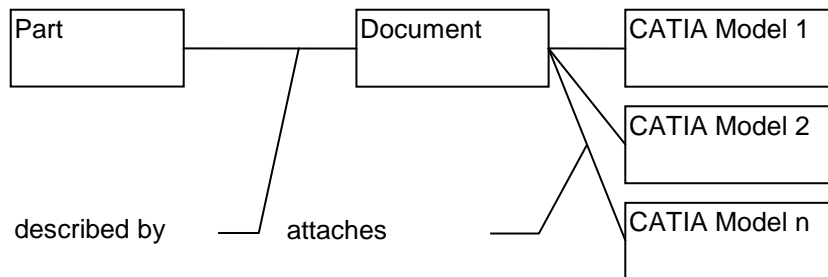 Part
Document
CATIA Model 1
CATIA Model 2
CATIA Model n
described by
attaches